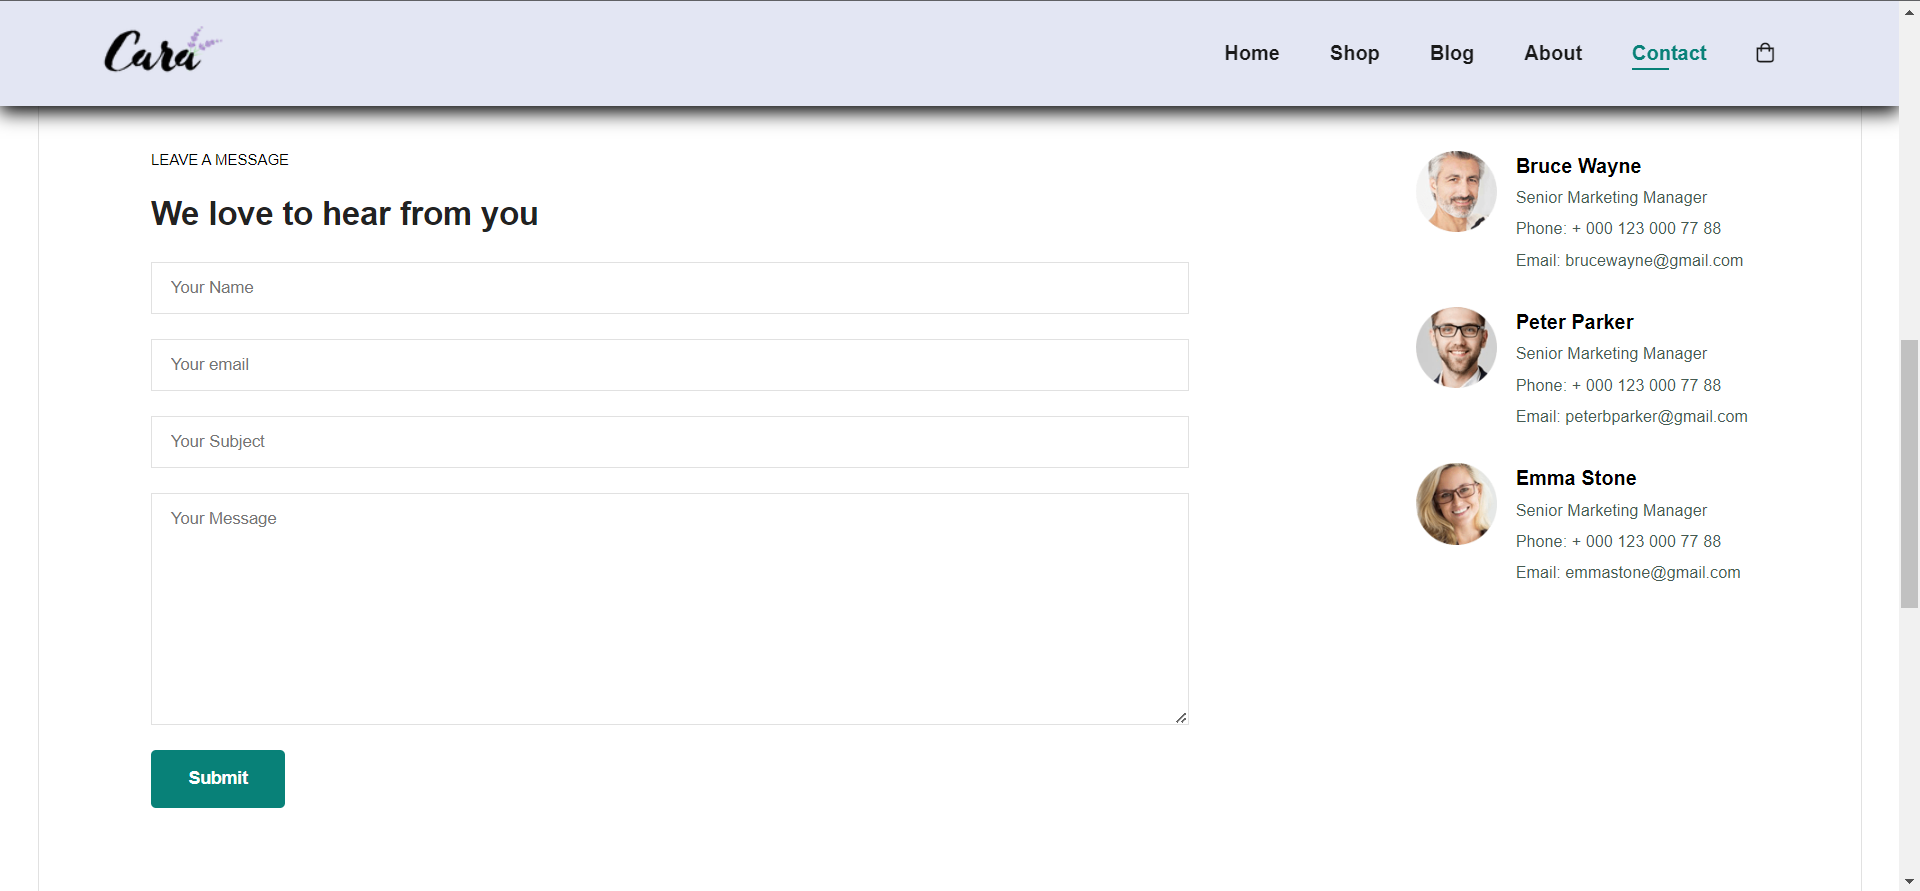 Cara
Home Shop Blog About Contact
LEAVE A MESSAGE
We love to hear from you
Your Name
Your email
Your Subject
Your Message
Submit
Bruce Wayne
Senior Marketing Manager
Phone: + 000 123 000 77 88
Email: brucewayne@gmail.com
Peter Parker
Senior Marketing Manager
Phone: + 000 123 000 77 88
Email: peterbparker@gmail.com
Emma Stone
Senior Marketing Manager
Phone: + 000 123 000 77 88
Email: emmastone@gmail.com